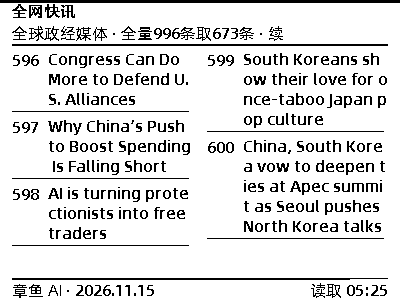 全网快讯
全球政经媒体 · 全量996条取673条 · 续
596 Congress Can Do
More to Defend U.
S. Alliances
597 Why China's Push
to Boost Spending
Is Falling Short
598 AI is turning prote
ctionists into free
traders
599 South Koreans sh
ow their love for o
nce-taboo Japan p
op culture
600 China, South Kore
a vow to deepen t
ies at Apec summi
t as Seoul pushes
North Korea talks
章鱼 AI · 2026.11.15
读取 05:25